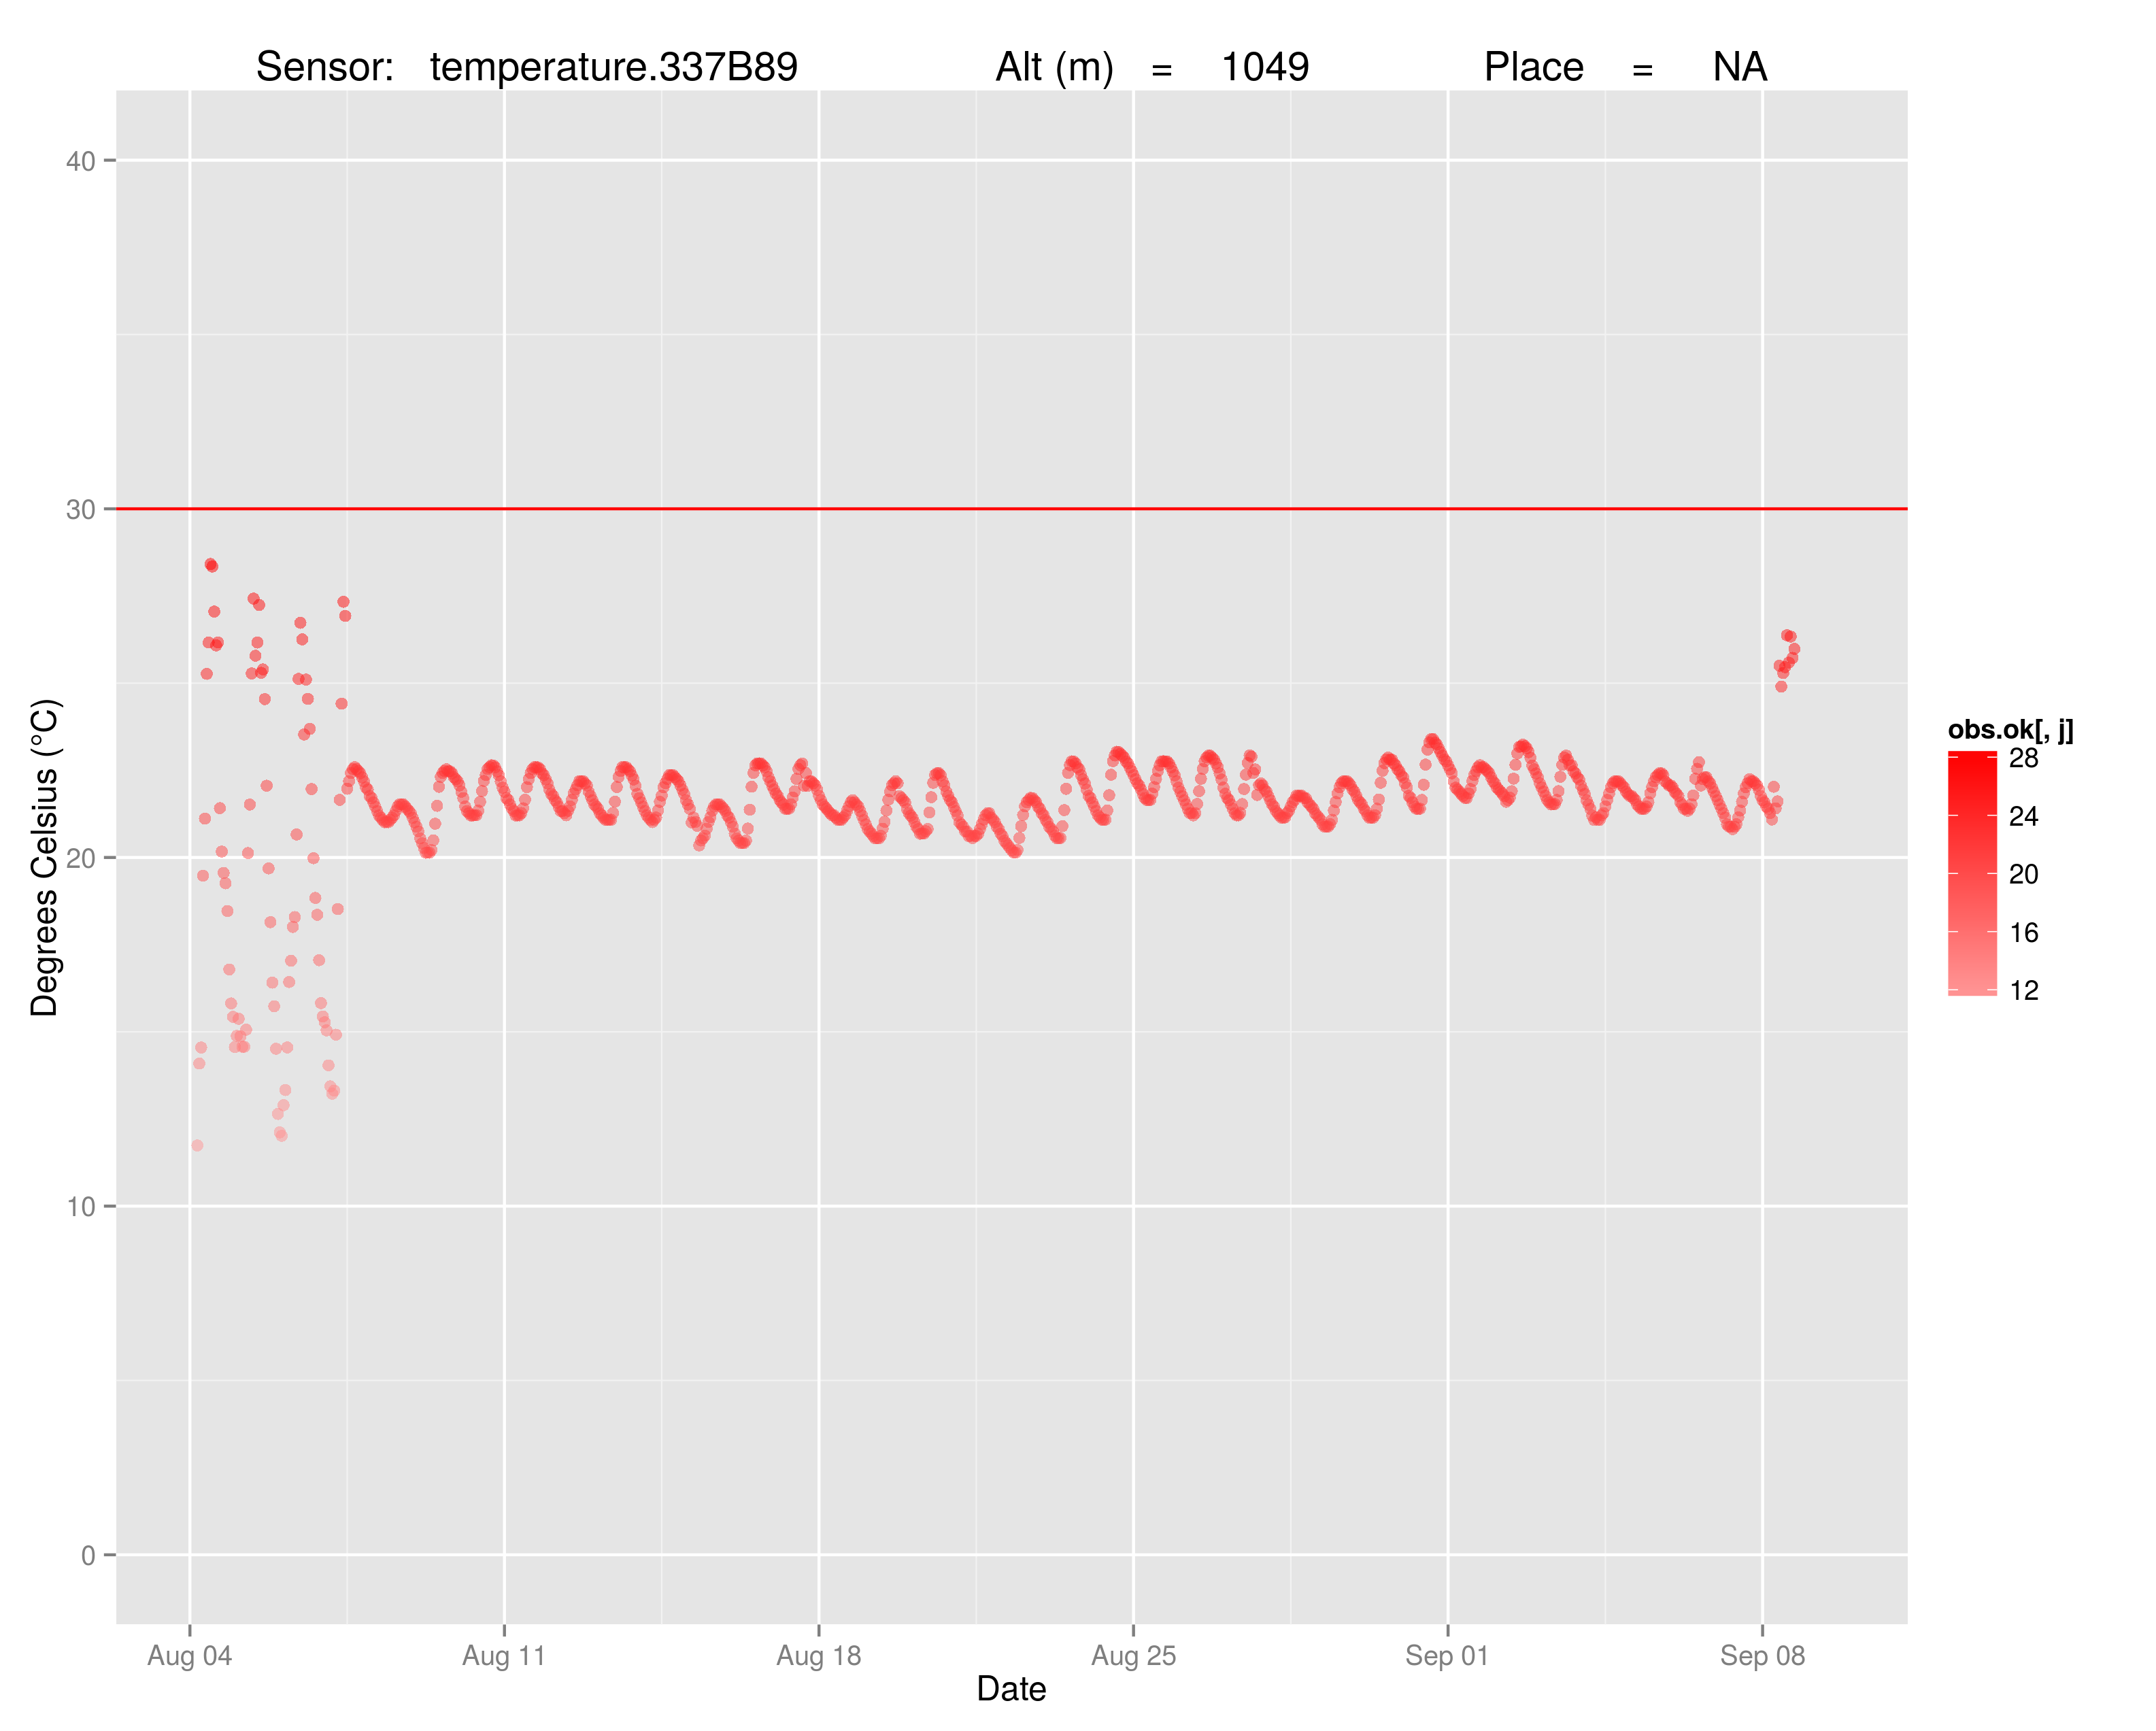 Sensor: temperature.337B89 Alt (m) = 1049 Place = NA
40
30
20
10
0
Degrees Celsius (°C)
Aug 04 Aug 11 Aug 18 Aug 25 Sep 01 Sep 08
Date
obs.ok[, j]
28
24
20
16
12